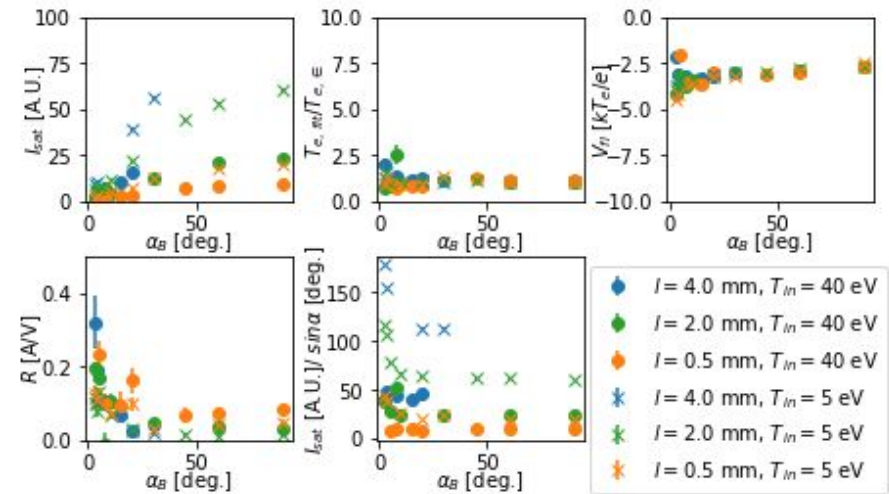 100
75
50
25
0
I_sat [A.U.]
0
50
α_B [deg.]
10.0
7.5
5.0
2.5
0.0
T_e, fit/T_e, ∈
0
50
α_B [deg.]
0.0
−2.5
−5.0
−7.5
−10.0
V_fl [kT_e/e]
0
50
α_B [deg.]
0.4
0.2
0.0
R [A/V]
0
50
α_B [deg.]
150
100
50
0
I_sat [A.U.]/ sinα [deg.]
0
50
α_B [deg.]
l = 4.0 mm, T_in = 40 eV
l = 2.0 mm, T_in = 40 eV
l = 0.5 mm, T_in = 40 eV
l = 4.0 mm, T_in = 5 eV
l = 2.0 mm, T_in = 5 eV
l = 0.5 mm, T_in = 5 eV